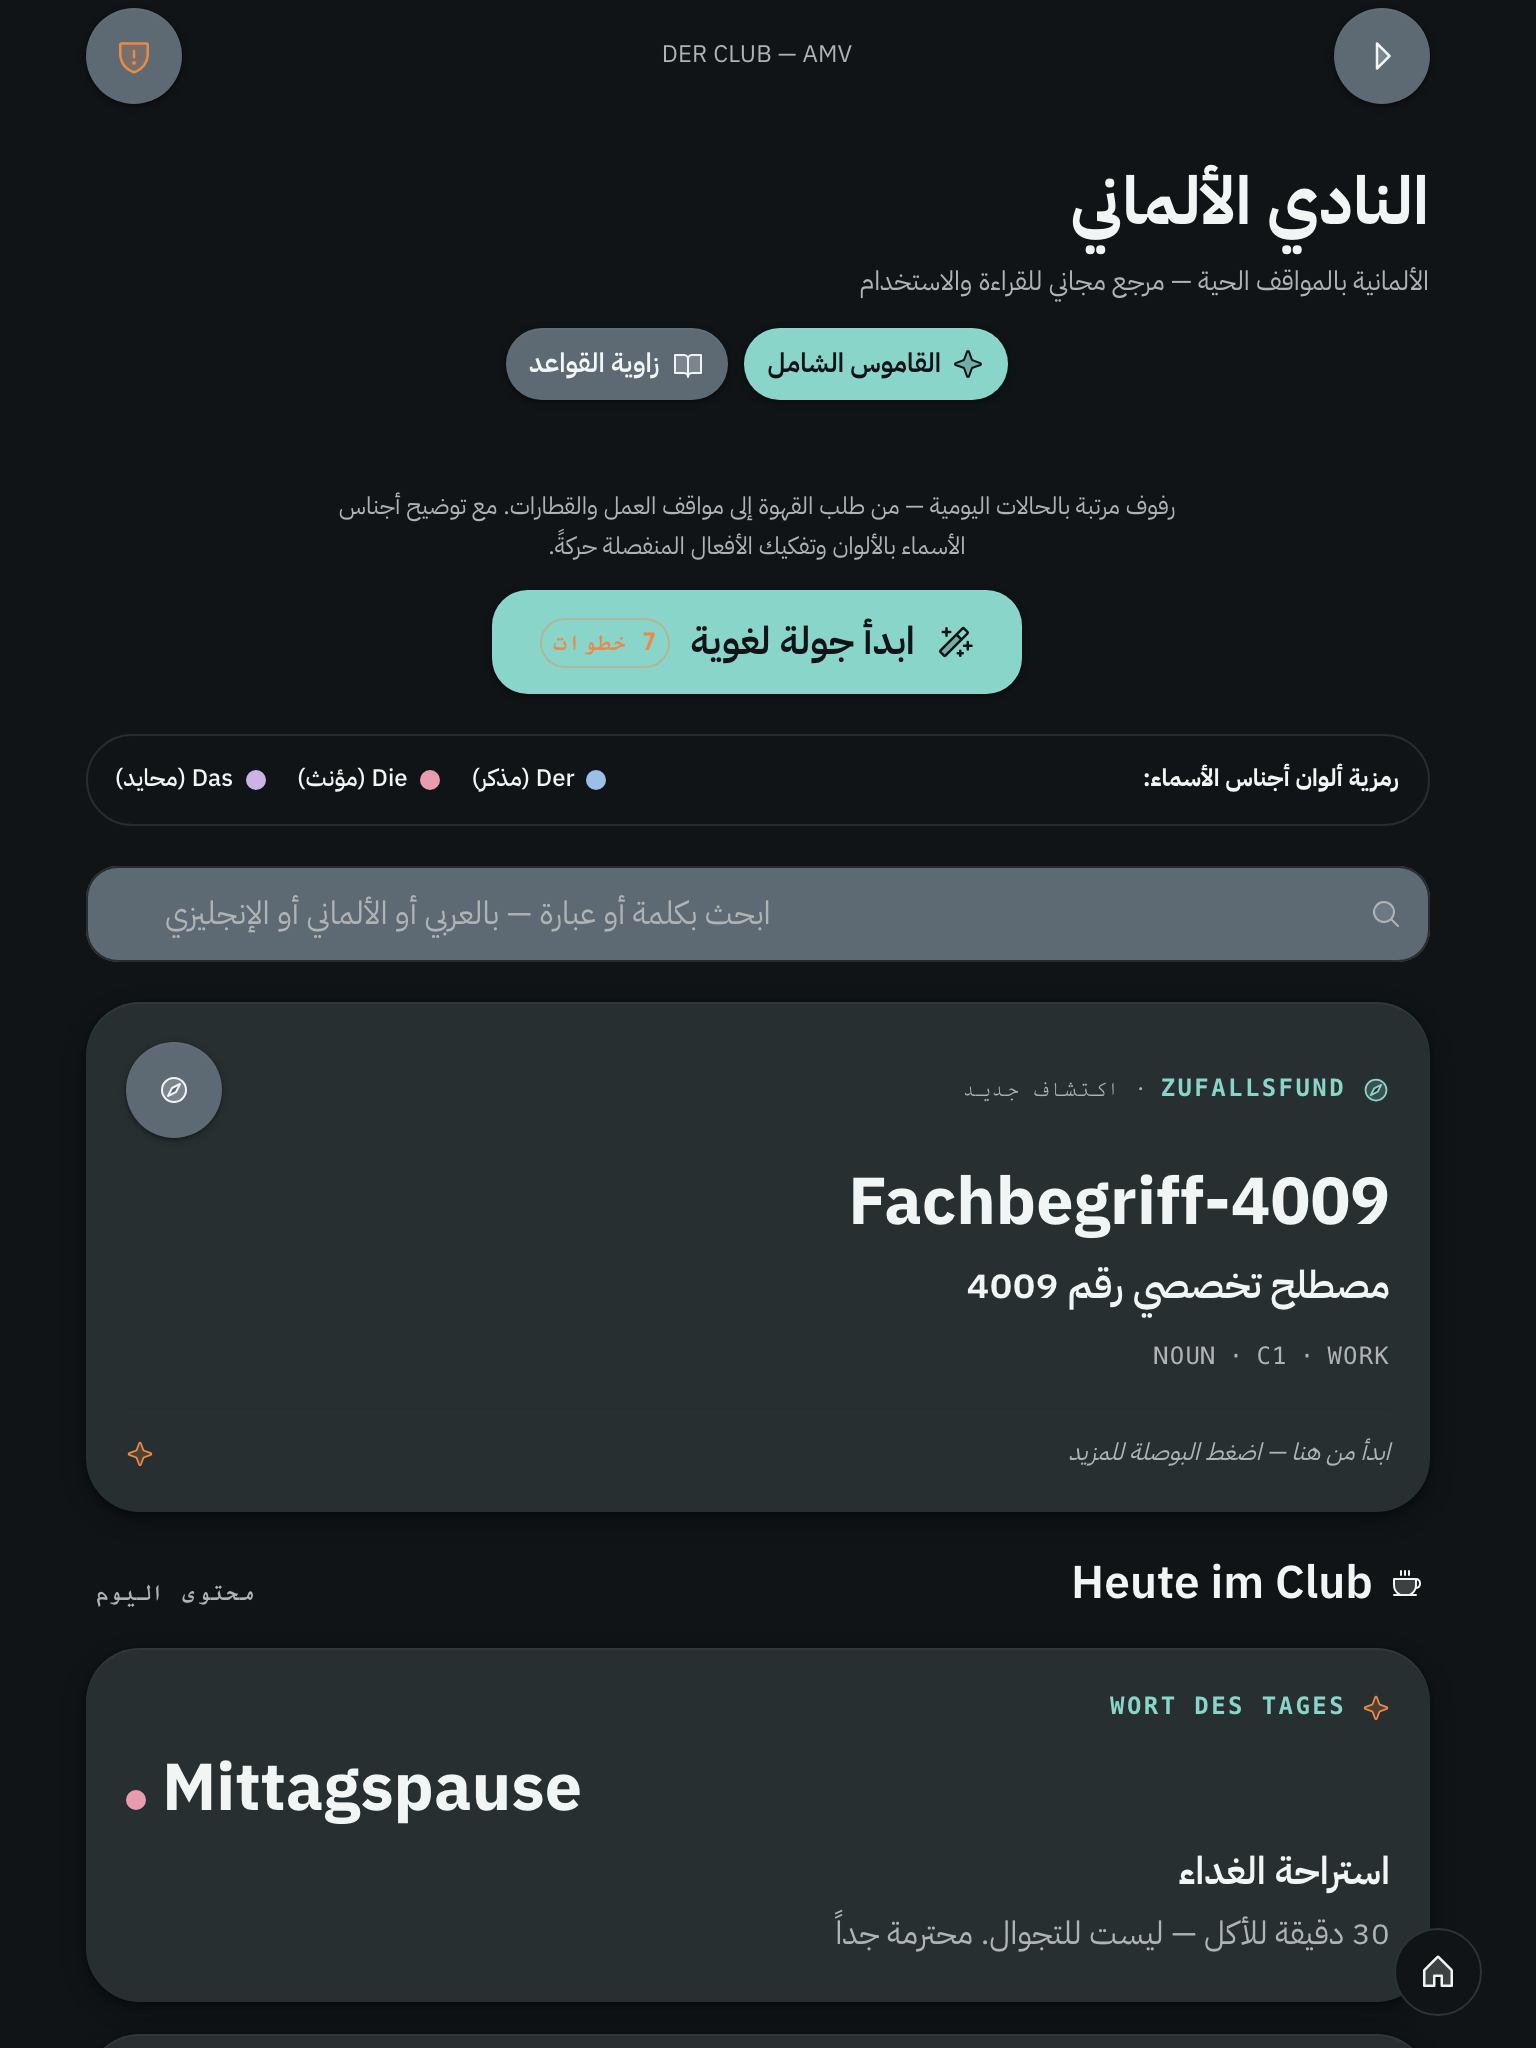 DER CLUB — AMV
النادي الألماني
الألمانية بالمواقف الحية — مرجع مجاني للقراءة والاستخدام
القاموس الشامل
زاوية القواعد
رفوف مرتبة بالحالات اليومية — من طلب القهوة إلى مواقف العمل والقطارات. مع توضيح أجناس
الأسماء بالألوان وتفكيك الأفعال المنفصلة حركةً.
ابدأ جولة لغوية 7 خطوات
رمزية ألوان أجناس الأسماء: Der (مذكر) Die (مؤنث) Das (محايد)
ابحث بكلمة أو عبارة — بالعربي أو الألماني أو الإنجليزي
ZUFALLSFUND · اكتشاف جديد
Fachbegriff-4009
مصطلح تخصصي رقم 4009
NOUN · C1 · WORK
ابدأ من هنا — اضغط البوصلة للمزيد
Heute im Club
محتوى اليوم
WORT DES TAGES
Mittagspause
استراحة الغداء
30 دقيقة للأكل — ليست للتجوال. محترمة جداً